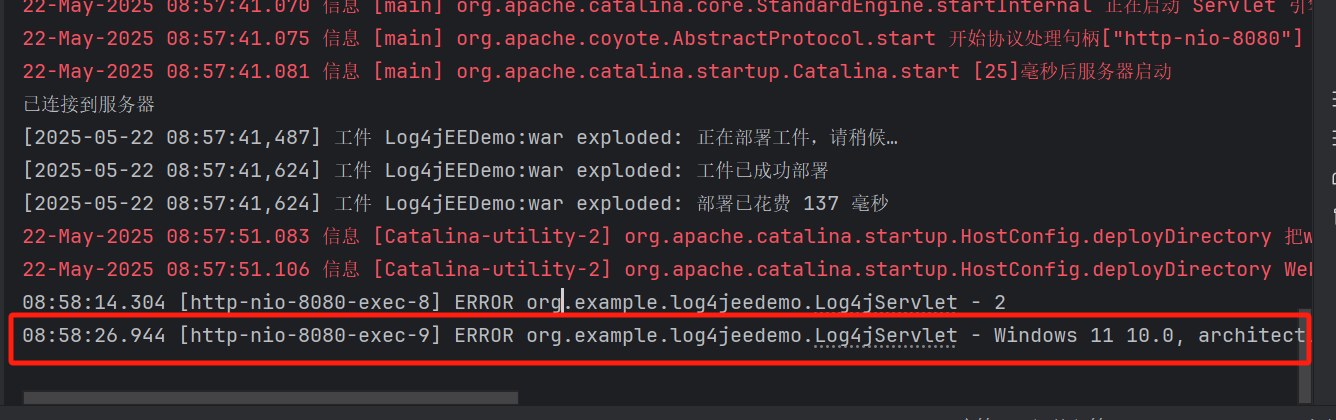 22-May-2025 08:57:41.070 信息 [main] org.apache.catalina.core.StandardEngine.startInternal 正在启动 Servlet
22-May-2025 08:57:41.075 信息 [main] org.apache.coyote.AbstractProtocol.start 开始协议处理句柄["http-nio-8080"]
22-May-2025 08:57:41.081 信息 [main] org.apache.catalina.startup.Catalina.start [25]毫秒后服务器启动
已连接到服务器
[2025-05-22 08:57:41,487] 工件 Log4jEEDemo:war exploded: 正在部署工件，请稍候…
[2025-05-22 08:57:41,624] 工件 Log4jEEDemo:war exploded: 工件已成功部署
[2025-05-22 08:57:41,624] 工件 Log4jEEDemo:war exploded: 部署已花费 137 毫秒
22-May-2025 08:57:51.083 信息 [Catalina-utility-2] org.apache.catalina.startup.HostConfig.deployDirectory 把w
22-May-2025 08:57:51.106 信息 [Catalina-utility-2] org.apache.catalina.startup.HostConfig.deployDirectory We
08:58:14.304 [http-nio-8080-exec-8] ERROR org.example.log4jeedemo.Log4jServlet - 2
08:58:26.944 [http-nio-8080-exec-9] ERROR org.example.log4jeedemo.Log4jServlet - Windows 11 10.0, architect